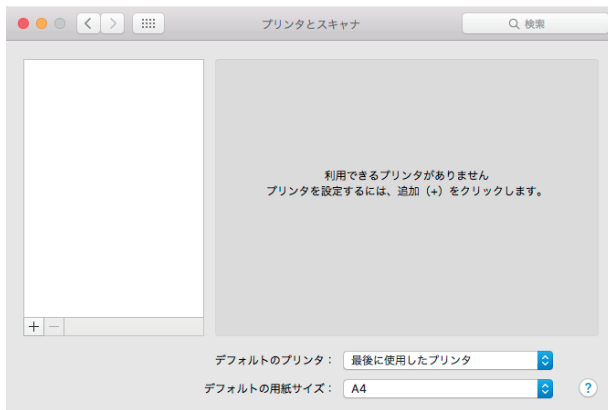 プリンタとスキャナ
検索
利用できるプリンタがありません
プリンタを設定するには、追加（+）をクリックします。
+ −
デフォルトのプリンタ： 最後に使用したプリンタ
デフォルトの用紙サイズ： A4
?